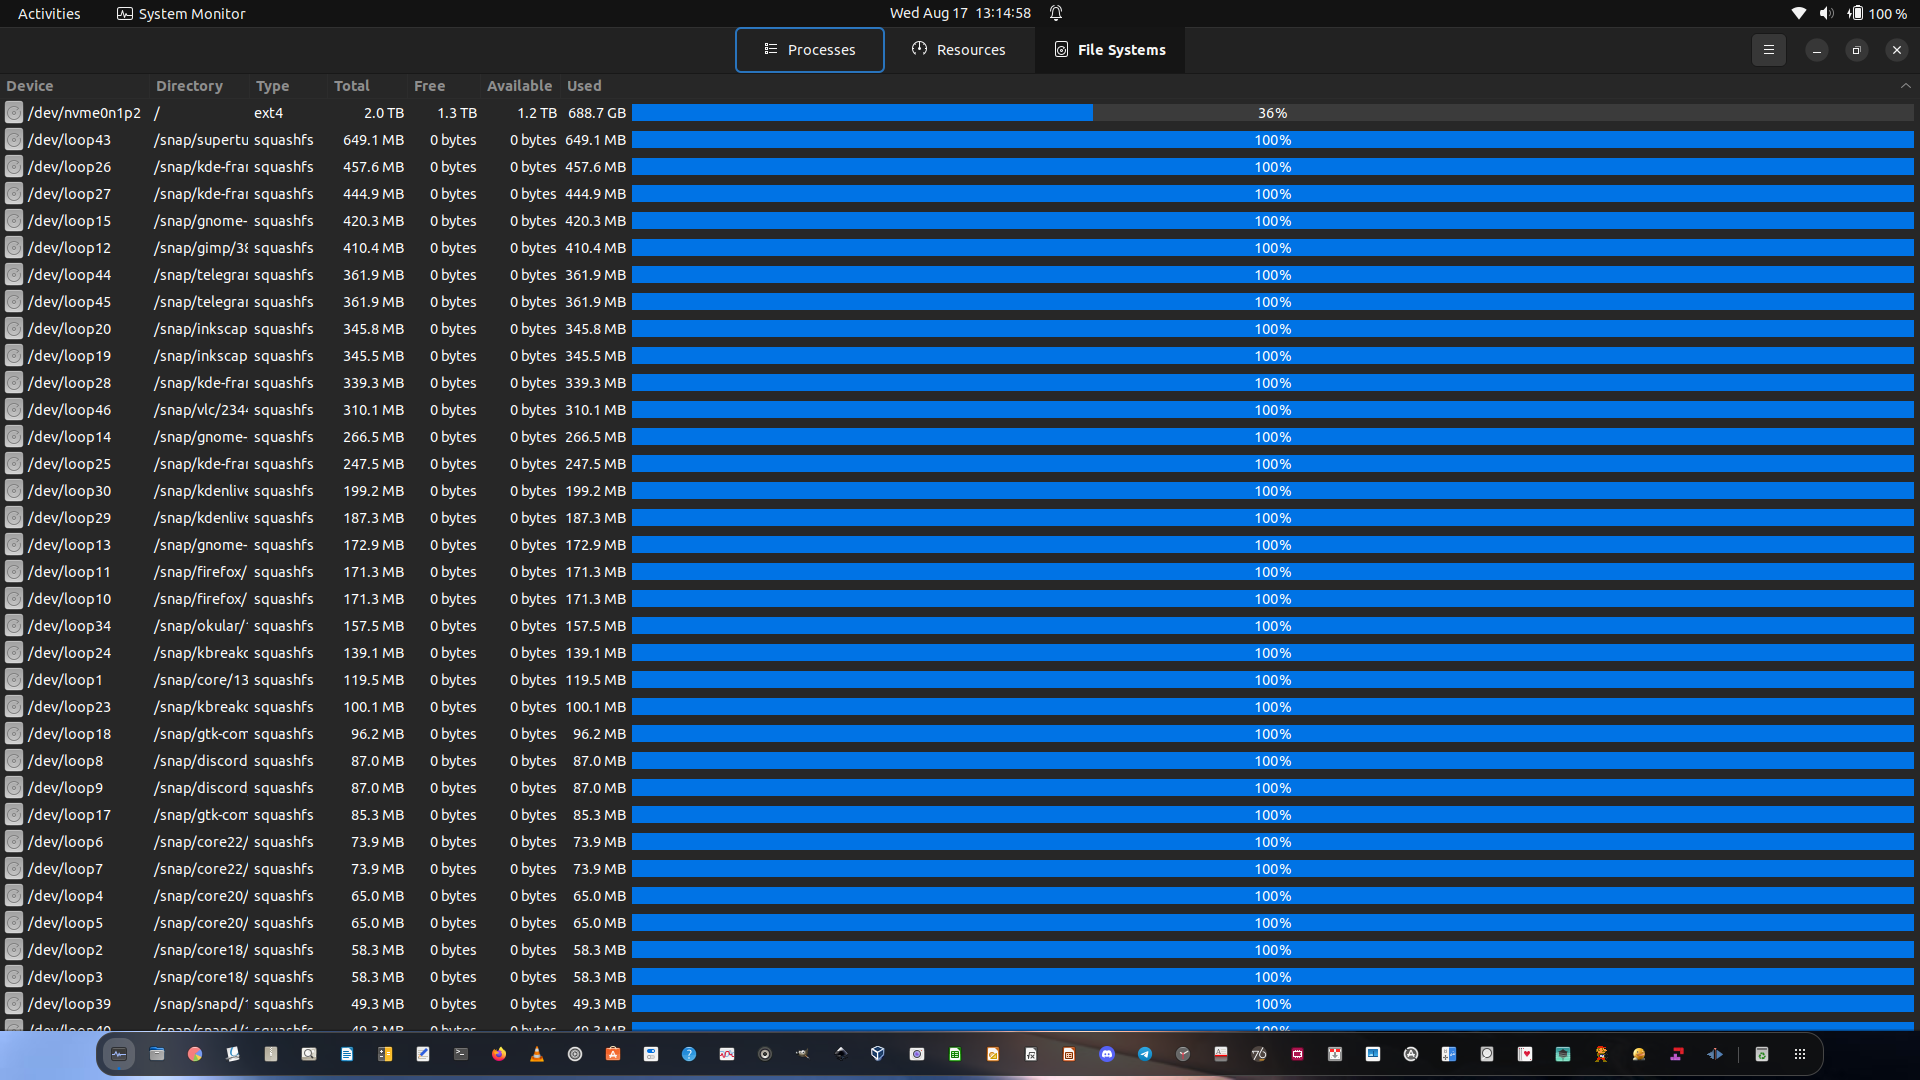 Activities System Monitor Wed Aug 17 13:14:58 100 %
Processes Resources File Systems
Device Directory Type Total Free Available Used
/dev/nvme0n1p2 / ext4 2.0 TB 1.3 TB 1.2 TB 688.7 GB 36%
/dev/loop43 /snap/supertu squashfs 649.1 MB 0 bytes 0 bytes 649.1 MB 100%
/dev/loop26 /snap/kde-frar squashfs 457.6 MB 0 bytes 0 bytes 457.6 MB 100%
/dev/loop27 /snap/kde-frar squashfs 444.9 MB 0 bytes 0 bytes 444.9 MB 100%
/dev/loop15 /snap/gnome- squashfs 420.3 MB 0 bytes 0 bytes 420.3 MB 100%
/dev/loop12 /snap/gimp/38 squashfs 410.4 MB 0 bytes 0 bytes 410.4 MB 100%
/dev/loop44 /snap/telegrar squashfs 361.9 MB 0 bytes 0 bytes 361.9 MB 100%
/dev/loop45 /snap/telegrar squashfs 361.9 MB 0 bytes 0 bytes 361.9 MB 100%
/dev/loop20 /snap/inkscap squashfs 345.8 MB 0 bytes 0 bytes 345.8 MB 100%
/dev/loop19 /snap/inkscap squashfs 345.5 MB 0 bytes 0 bytes 345.5 MB 100%
/dev/loop28 /snap/kde-frar squashfs 339.3 MB 0 bytes 0 bytes 339.3 MB 100%
/dev/loop46 /snap/vlc/2344 squashfs 310.1 MB 0 bytes 0 bytes 310.1 MB 100%
/dev/loop14 /snap/gnome- squashfs 266.5 MB 0 bytes 0 bytes 266.5 MB 100%
/dev/loop25 /snap/kde-frar squashfs 247.5 MB 0 bytes 0 bytes 247.5 MB 100%
/dev/loop30 /snap/kdenlive squashfs 199.2 MB 0 bytes 0 bytes 199.2 MB 100%
/dev/loop29 /snap/kdenlive squashfs 187.3 MB 0 bytes 0 bytes 187.3 MB 100%
/dev/loop13 /snap/gnome- squashfs 172.9 MB 0 bytes 0 bytes 172.9 MB 100%
/dev/loop11 /snap/firefox/ squashfs 171.3 MB 0 bytes 0 bytes 171.3 MB 100%
/dev/loop10 /snap/firefox/ squashfs 171.3 MB 0 bytes 0 bytes 171.3 MB 100%
/dev/loop34 /snap/okular/ squashfs 157.5 MB 0 bytes 0 bytes 157.5 MB 100%
/dev/loop24 /snap/kbreako squashfs 139.1 MB 0 bytes 0 bytes 139.1 MB 100%
/dev/loop1 /snap/core/13 squashfs 119.5 MB 0 bytes 0 bytes 119.5 MB 100%
/dev/loop23 /snap/kbreako squashfs 100.1 MB 0 bytes 0 bytes 100.1 MB 100%
/dev/loop18 /snap/gtk-com squashfs 96.2 MB 0 bytes 0 bytes 96.2 MB 100%
/dev/loop8 /snap/discord squashfs 87.0 MB 0 bytes 0 bytes 87.0 MB 100%
/dev/loop9 /snap/discord squashfs 87.0 MB 0 bytes 0 bytes 87.0 MB 100%
/dev/loop17 /snap/gtk-com squashfs 85.3 MB 0 bytes 0 bytes 85.3 MB 100%
/dev/loop6 /snap/core22/ squashfs 73.9 MB 0 bytes 0 bytes 73.9 MB 100%
/dev/loop7 /snap/core22/ squashfs 73.9 MB 0 bytes 0 bytes 73.9 MB 100%
/dev/loop4 /snap/core20/ squashfs 65.0 MB 0 bytes 0 bytes 65.0 MB 100%
/dev/loop5 /snap/core20/ squashfs 65.0 MB 0 bytes 0 bytes 65.0 MB 100%
/dev/loop2 /snap/core18/ squashfs 58.3 MB 0 bytes 0 bytes 58.3 MB 100%
/dev/loop3 /snap/core18/ squashfs 58.3 MB 0 bytes 0 bytes 58.3 MB 100%
/dev/loop39 /snap/snapd/ squashfs 49.3 MB 0 bytes 0 bytes 49.3 MB 100%
/dev/loop40 /snap/snapd/ squashfs 49.3 MB 0 bytes 0 bytes 49.3 MB 100%